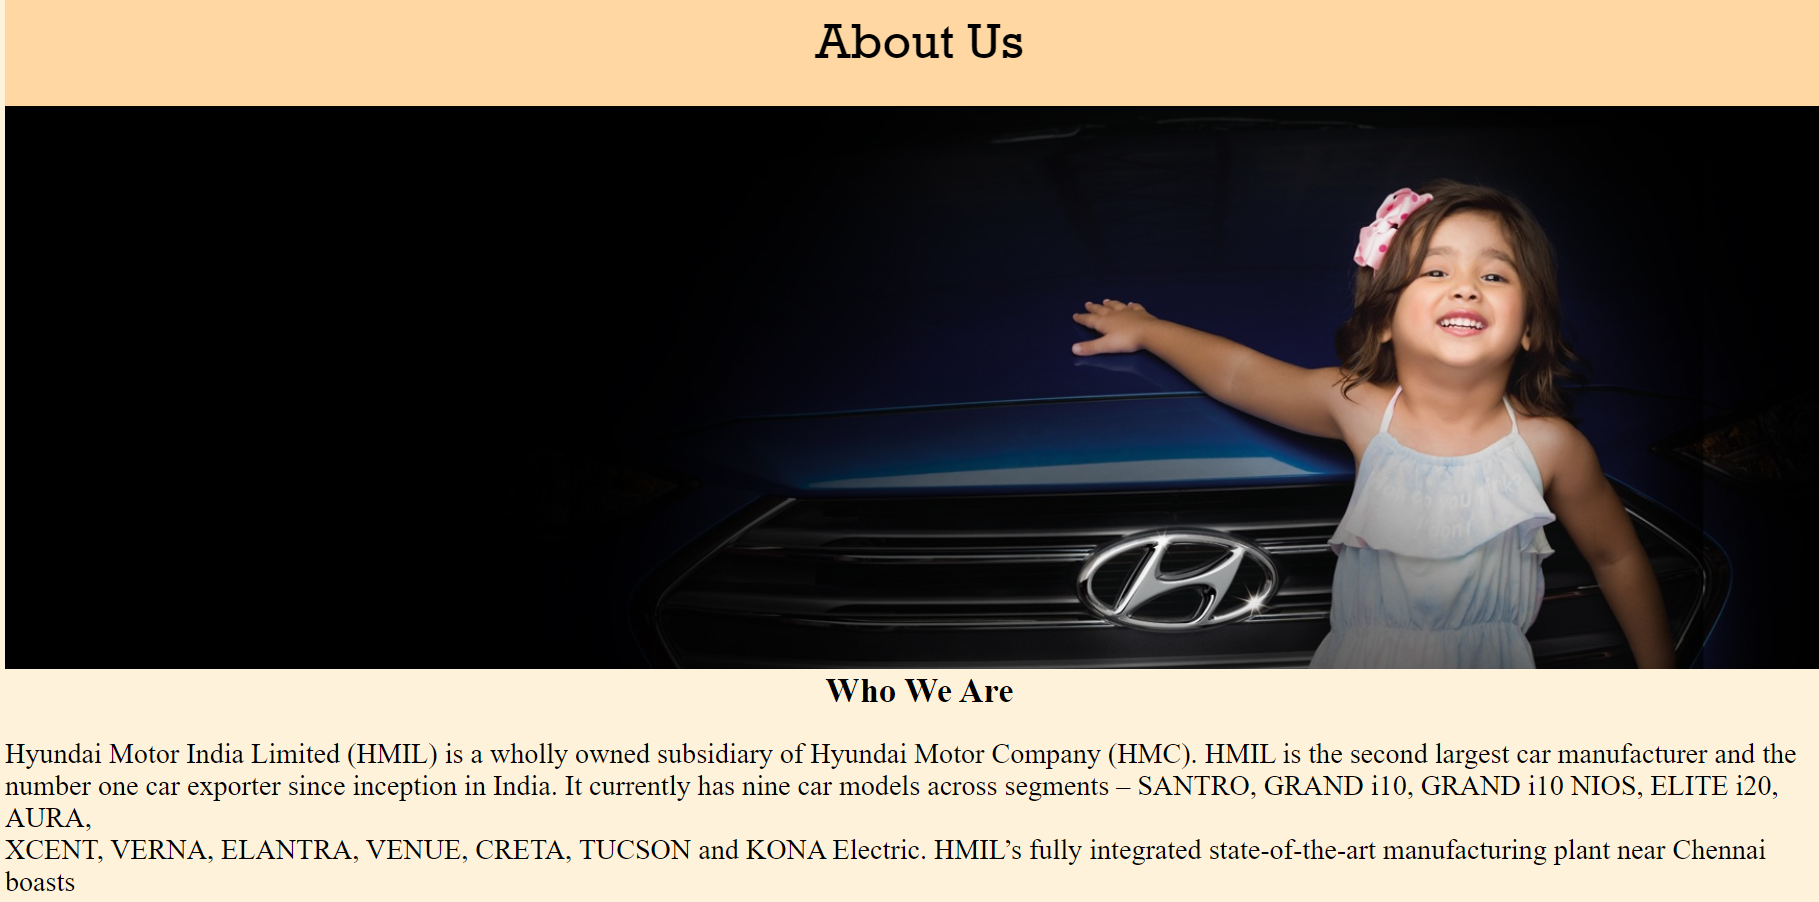 About Us
Who We Are
Hyundai Motor India Limited (HMIL) is a wholly owned subsidiary of Hyundai Motor Company (HMC). HMIL is the second largest car manufacturer and the
number one car exporter since inception in India. It currently has nine car models across segments – SANTRO, GRAND i10, GRAND i10 NIOS, ELITE i20,
AURA,
XCENT, VERNA, ELANTRA, VENUE, CRETA, TUCSON and KONA Electric. HMIL’s fully integrated state-of-the-art manufacturing plant near Chennai
boasts